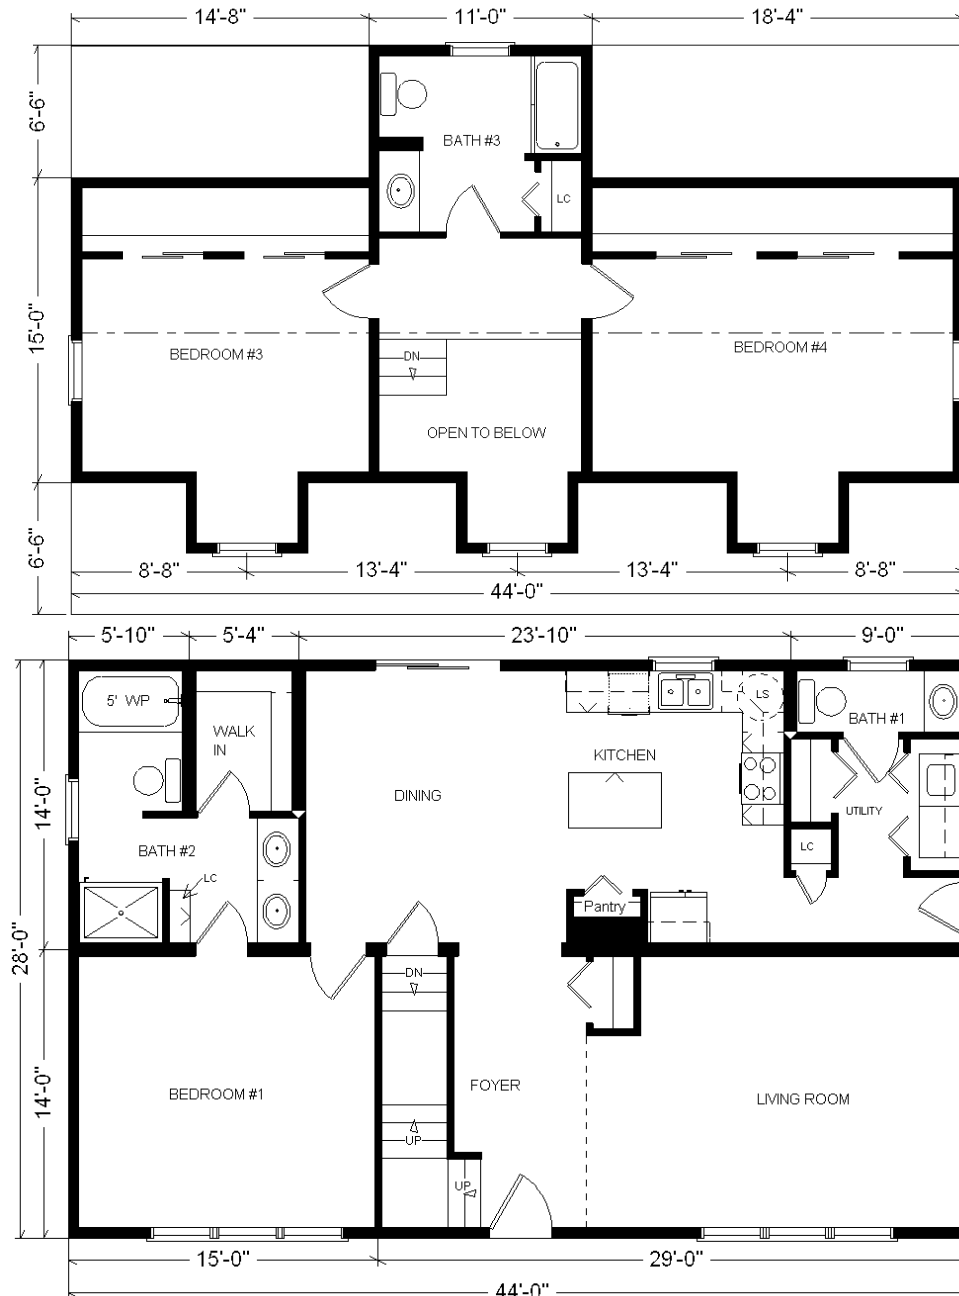 14'-8" 11'-0" 18'-4"
6'-6"
BATH #3
LC
15'-0"
BEDROOM #3
DN
BEDROOM #4
OPEN TO BELOW
6'-6"
8'-8" 13'-4" 13'-4" 8'-8"
44'-0"
5'-10" 5'-4" 23'-10" 9'-0"
5' WP
WALK
IN
LS
BATH #1
KITCHEN
DINING
14'-0"
UTILITY
BATH #2
LC
LC
Pantry
28'-0"
DN
14'-0"
BEDROOM #1
FOYER
LIVING ROOM
UP
UP
15'-0" 29'-0"
44'-0"